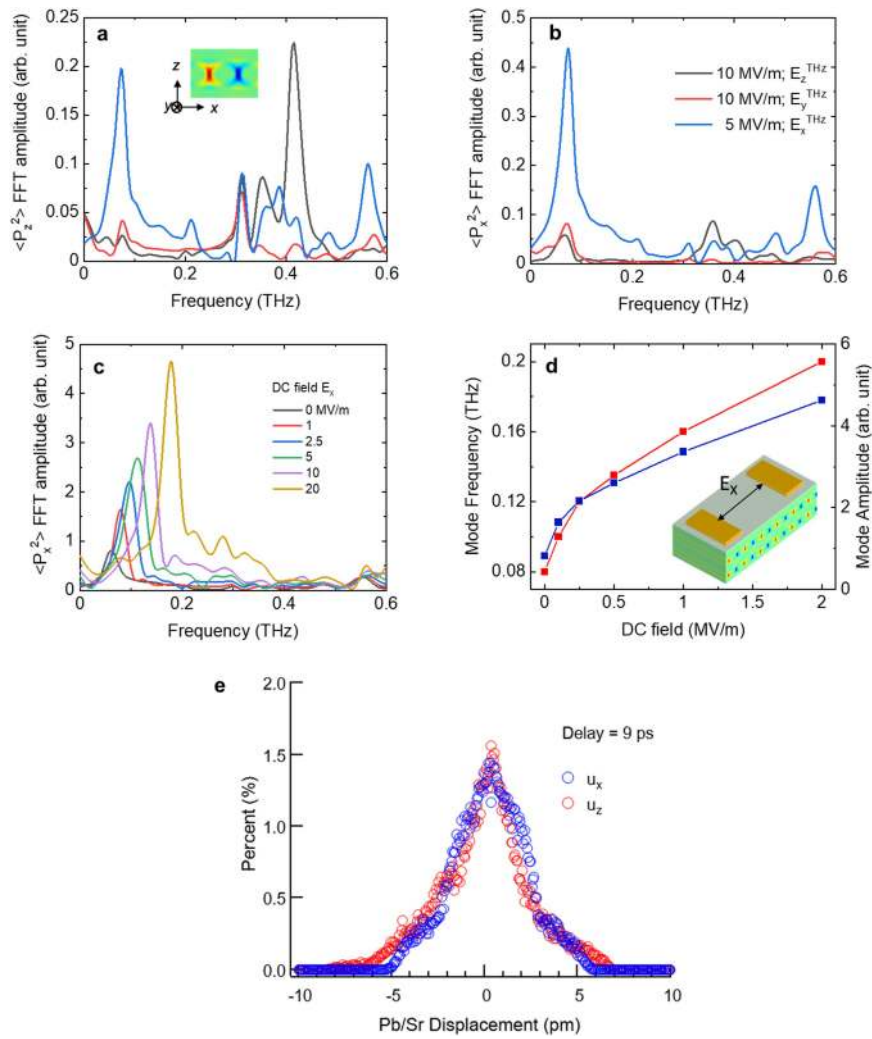 a
<P_z^2> FFT amplitude (arb. unit)
0.25
0.20
0.15
0.10
0.05
0
z
y
x
0
0.2
0.4
0.6
Frequency (THz)
b
<P_x^2> FFT amplitude (arb. unit)
0.5
0.4
0.3
0.2
0.1
0
10 MV/m; E_z^THz
10 MV/m; E_y^THz
5 MV/m; E_x^THz
0
0.2
0.4
0.6
Frequency (THz)
c
<P_x^2> FFT amplitude (arb. unit)
5
4
3
2
1
0
DC field E_x
0 MV/m
1
2.5
5
10
20
0
0.2
0.4
0.6
Frequency (THz)
d
Mode Frequency (THz)
0.2
0.16
0.12
0.08
E_x
6
4
2
0
Mode Amplitude (arb. unit)
0
0.5
1
2
DC field (MV/m)
e
Percent (%)
2.0
1.5
1.0
0.5
0.0
Delay = 9 ps
u_x
u_z
-10
-5
0
5
10
Pb/Sr Displacement (pm)